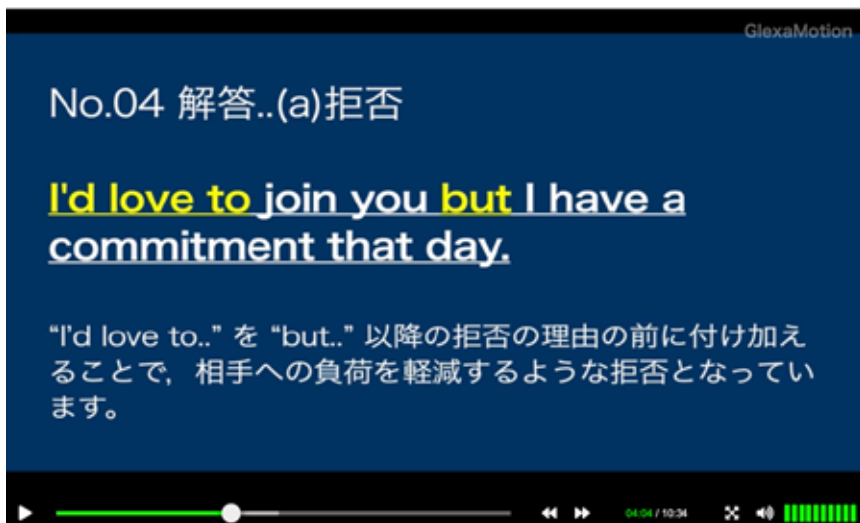 GlexaMotion
No.04 解答..(a)拒否
I'd love to join you but I have a
commitment that day.
“I'd love to..” を “but..” 以降の拒否の理由の前に付け加え
ることで，相手への負荷を軽減するような拒否となってい
ます。
04:04 / 10:34